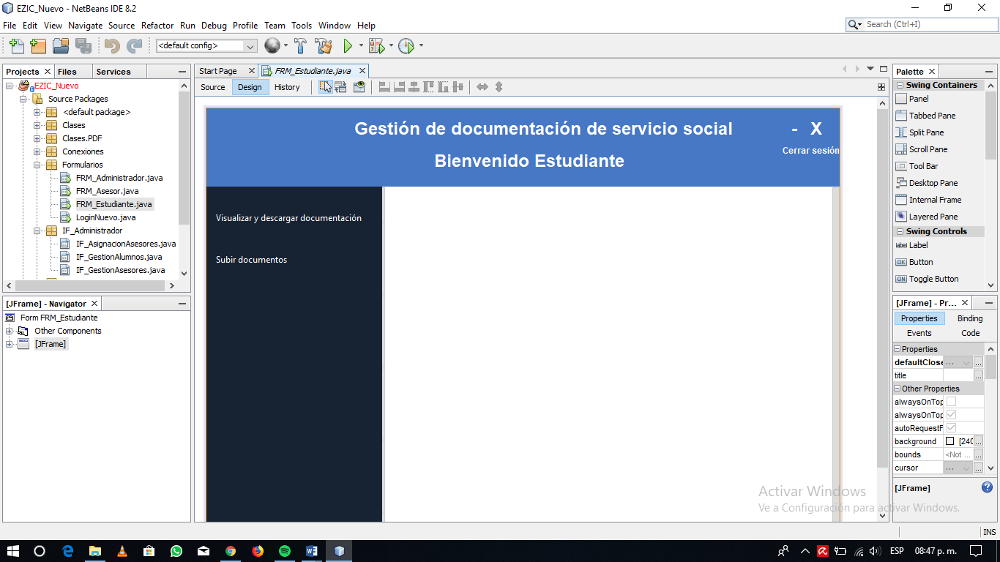 EZIC_Nuevo - NetBeans IDE 8.2
File Edit View Navigate Source Refactor Run Debug Profile Team Tools Window Help
Search (Ctrl+I)
<default config>
Projects Files Services
EZIC_Nuevo
Source Packages
<default package>
Clases
Clases.PDF
Conexiones
Formularios
FRM_Administrador.java
FRM_Asesor.java
FRM_Estudiante.java
LoginNuevo.java
IF_Administrador
IF_AsignacionAsesores.java
IF_GestionAlumnos.java
IF_GestionAsesores.java
[JFrame] - Navigator
Form FRM_Estudiante
Other Components
[JFrame]
Start Page FRM_Estudiante.java
Source Design History
Gestión de documentación de servicio social
- X
Cerrar sesión
Bienvenido Estudiante
Visualizar y descargar documentación
Subir documentos
Palette
Swing Containers
Panel
Tabbed Pane
Split Pane
Scroll Pane
Tool Bar
Desktop Pane
Internal Frame
Layered Pane
Swing Controls
label Label
OK Button
ON Toggle Button
[JFrame] - Pr...
Properties Binding
Events Code
Properties
defaultClose ... ...
title ...
Other Properties
alwaysOnTop
alwaysOnTop
autoRequestF
background [240 ...
bounds <Not ... ...
cursor ... ...
[JFrame]
Activar Windows
Ve a Configuración para activar Windows.
INS
ESP 08:47 p. m.